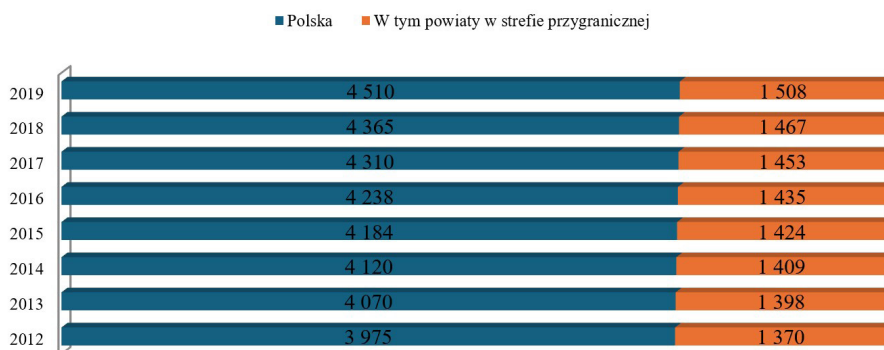 Polska W tym powiaty w strefie przygranicznej
2019 4 510 1 508
2018 4 365 1 467
2017 4 310 1 453
2016 4 238 1 435
2015 4 184 1 424
2014 4 120 1 409
2013 4 070 1 398
2012 3 975 1 370